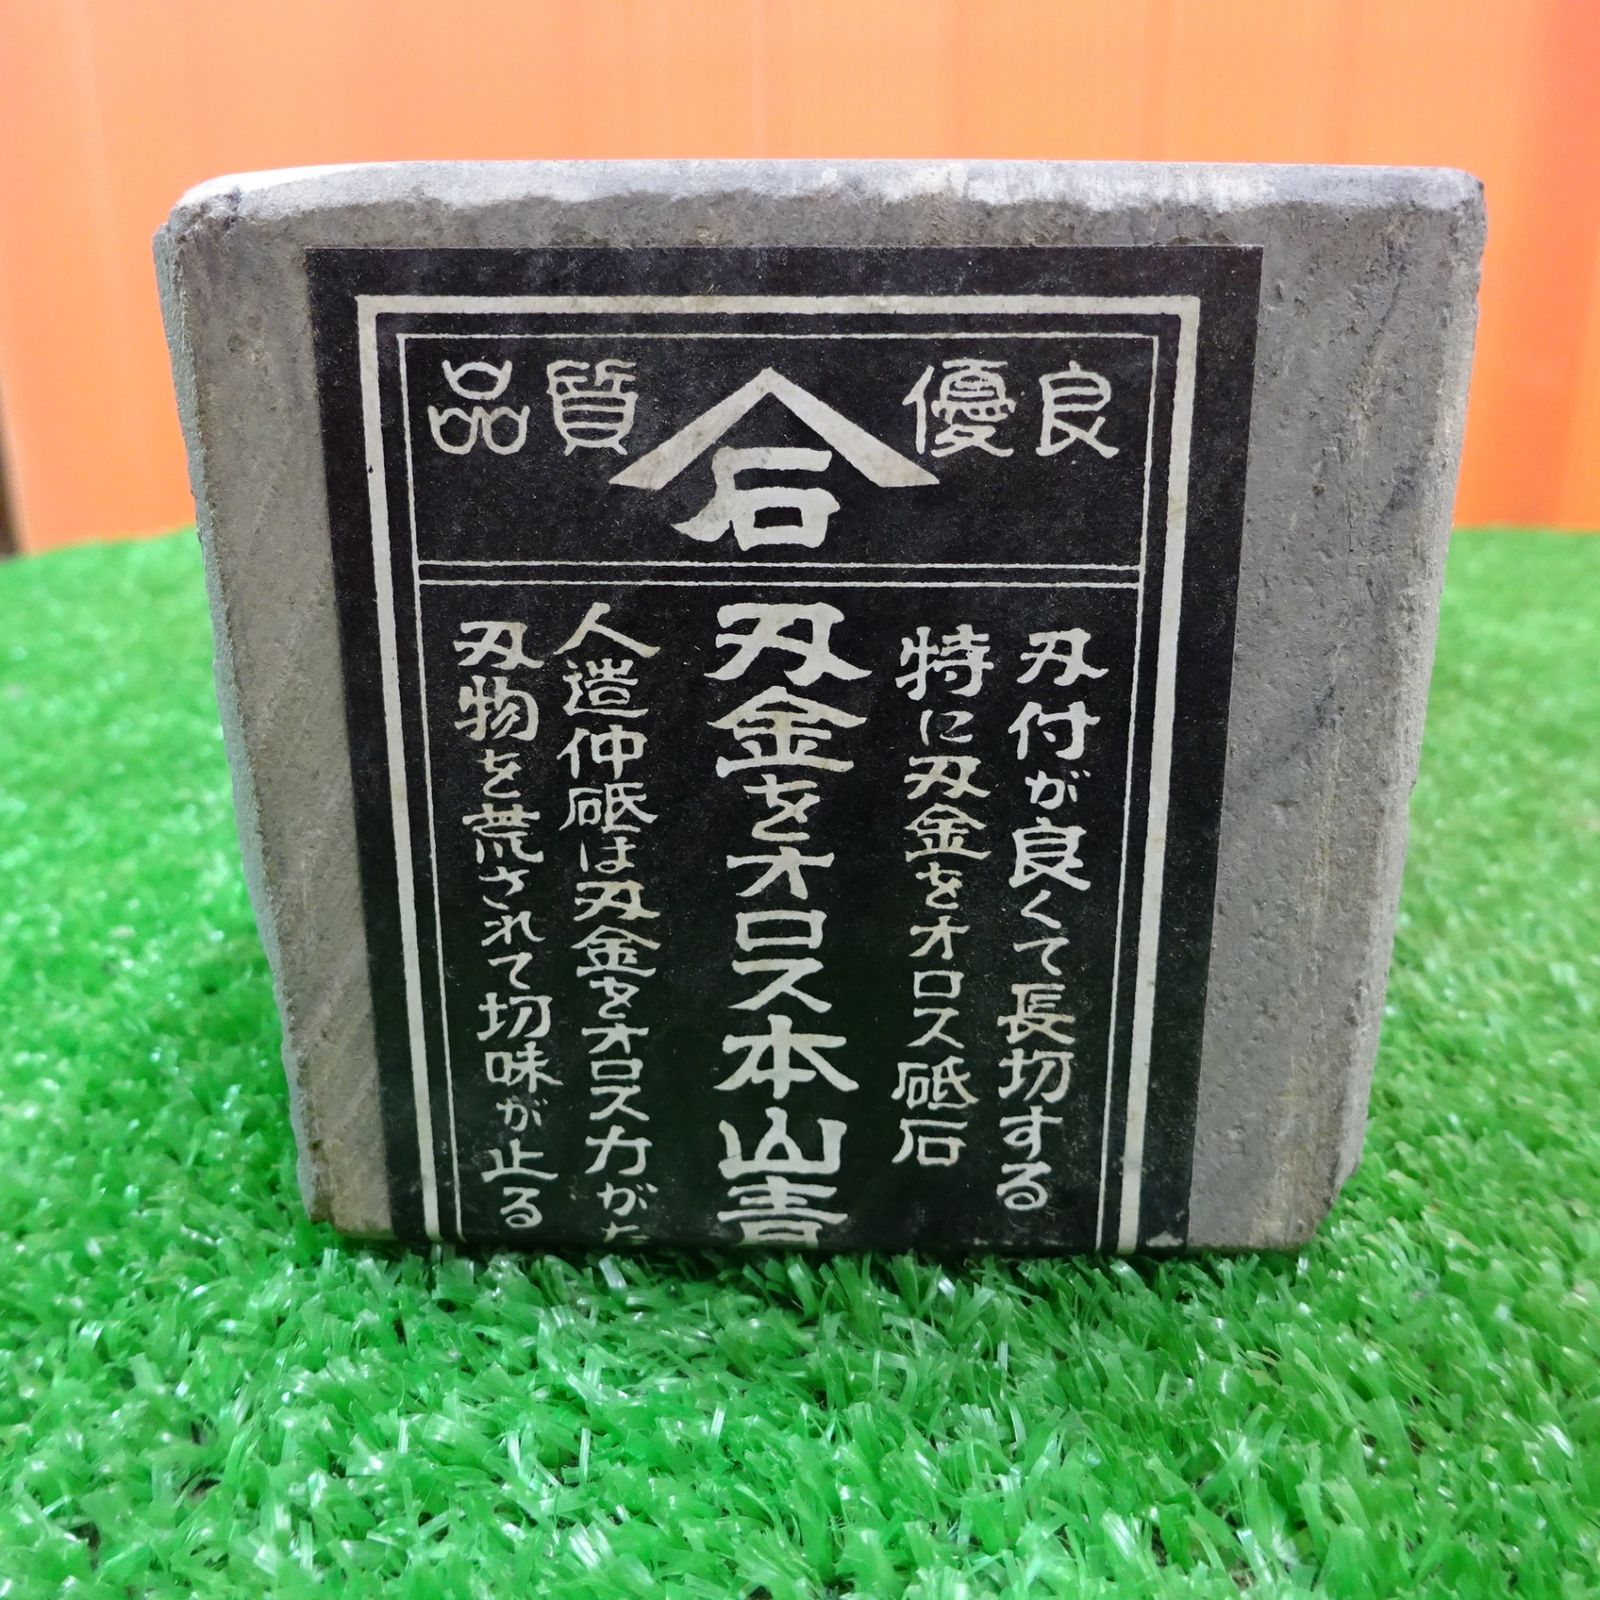 品質 石 優良
刃付が良くて長切する
特に刃金をオロス砥石
刃金をオロス本山青
人造仲砥は刃金をオロス力がた
刃物を荒されて切味が止る